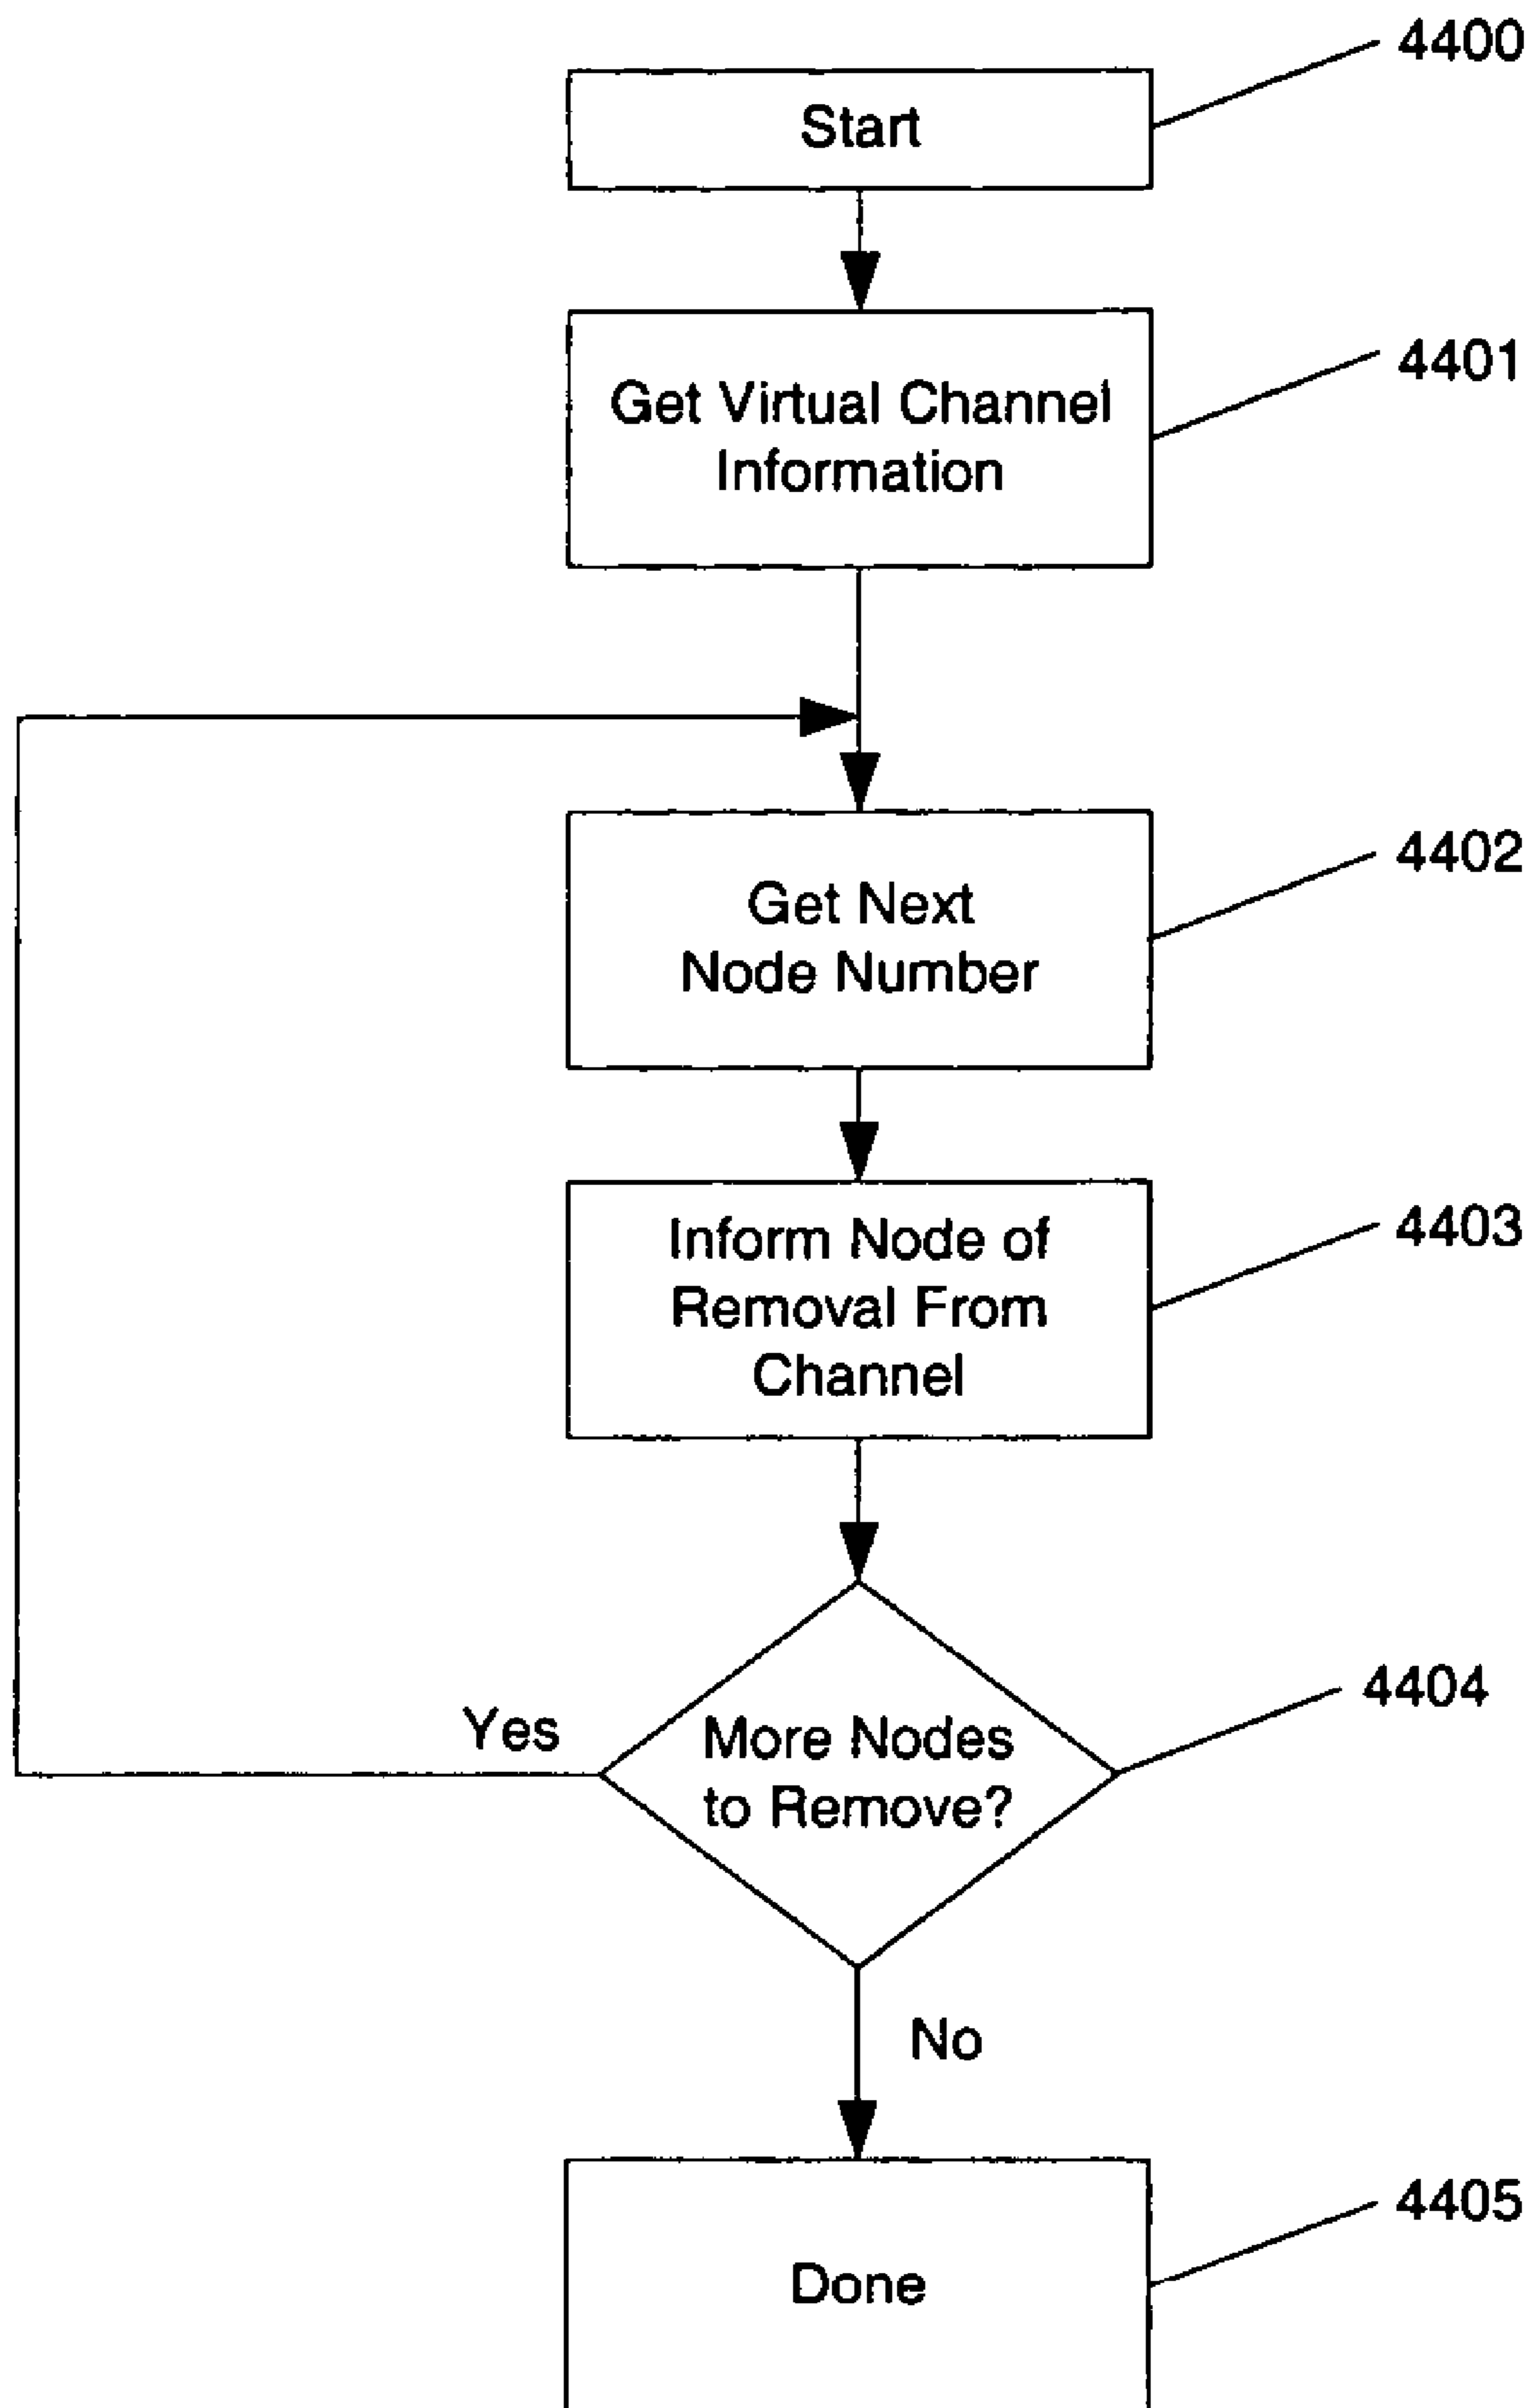 4400
Start
4401
Get Virtual Channel
Information
4402
Get Next
Node Number
4403
Inform Node of
Removal From
Channel
4404
Yes
More Nodes
to Remove?
No
4405
Done